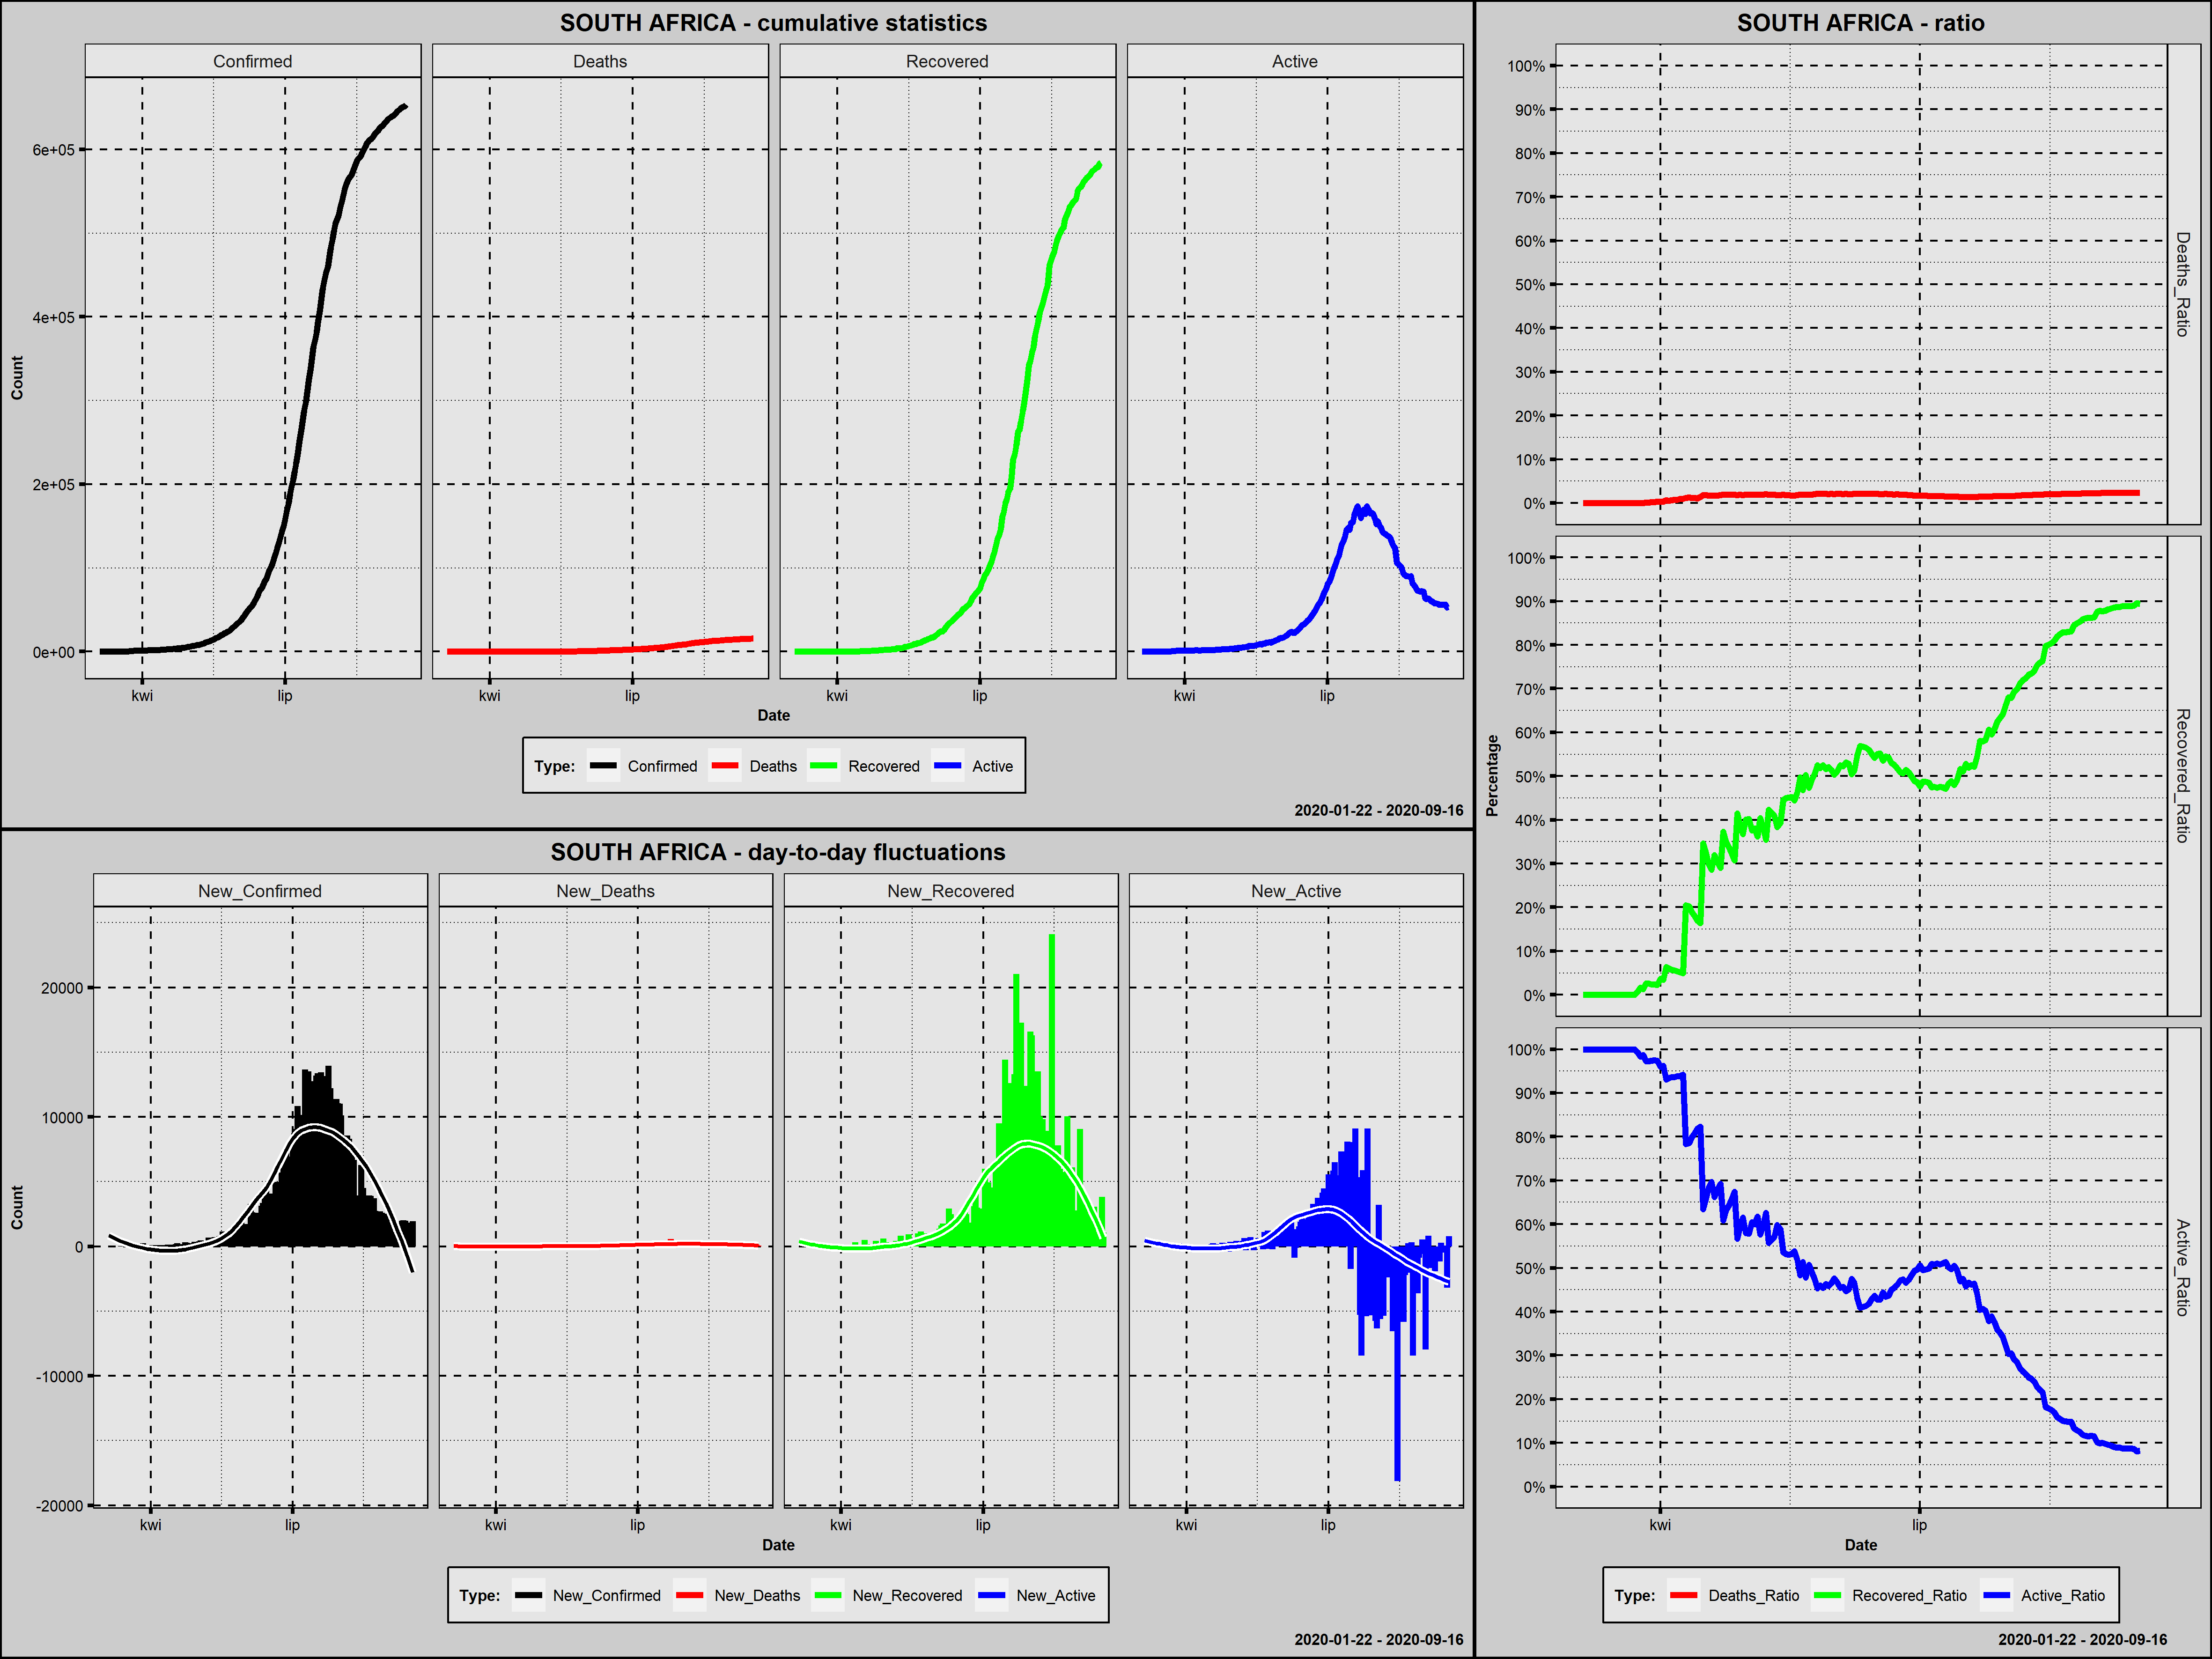 SOUTH AFRICA - cumulative statistics
Confirmed Deaths Recovered Active
Count
6e+05
4e+05
2e+05
0e+00
kwi lip kwi lip kwi lip kwi lip
Date
Type: Confirmed Deaths Recovered Active
2020-01-22 - 2020-09-16
SOUTH AFRICA - day-to-day fluctuations
New_Confirmed New_Deaths New_Recovered New_Active
Count
20000
10000
0
-10000
-20000
kwi lip kwi lip kwi lip kwi lip
Date
Type: New_Confirmed New_Deaths New_Recovered New_Active
2020-01-22 - 2020-09-16
SOUTH AFRICA - ratio
Percentage
100%
90%
80%
70%
60%
50%
40%
30%
20%
10%
0%
Deaths_Ratio
100%
90%
80%
70%
60%
50%
40%
30%
20%
10%
0%
Recovered_Ratio
100%
90%
80%
70%
60%
50%
40%
30%
20%
10%
0%
Active_Ratio
kwi lip
Date
Type: Deaths_Ratio Recovered_Ratio Active_Ratio
2020-01-22 - 2020-09-16